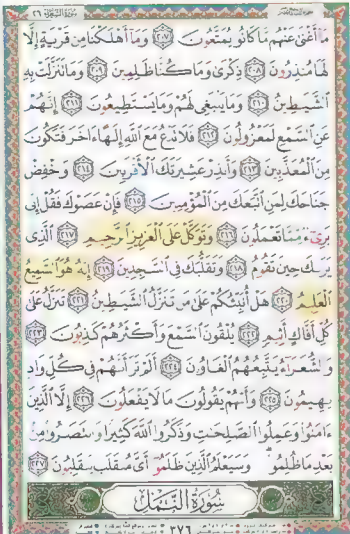 سُورَةُ الشُّعَرَاءِ ٢٦
مَا أَغْنَىٰ عَنْهُم مَّا كَانُوا يُمَتَّعُونَ ٢٠٧ وَمَا أَهْلَكْنَا مِن قَرْيَةٍ إِلَّا
لَهَا مُنذِرُونَ ٢٠٨ ذِكْرَىٰ وَمَا كُنَّا ظَالِمِينَ ٢٠٩ وَمَا تَنَزَّلَتْ بِهِ
الشَّيَاطِينُ ٢١٠ وَمَا يَنبَغِي لَهُمْ وَمَا يَسْتَطِيعُونَ ٢١١ إِنَّهُمْ
عَنِ السَّمْعِ لَمَعْزُولُونَ ٢١٢ فَلَا تَدْعُ مَعَ اللَّهِ إِلَٰهًا آخَرَ فَتَكُونَ
مِنَ الْمُعَذَّبِينَ ٢١٣ وَأَنذِرْ عَشِيرَتَكَ الْأَقْرَبِينَ ٢١٤ وَاخْفِضْ
جَنَاحَكَ لِمَنِ اتَّبَعَكَ مِنَ الْمُؤْمِنِينَ ٢١٥ فَإِنْ عَصَوْكَ فَقُلْ إِنِّي
بَرِيءٌ مِّمَّا تَعْمَلُونَ ٢١٦ وَتَوَكَّلْ عَلَى الْعَزِيزِ الرَّحِيمِ ٢١٧ الَّذِي
يَرَاكَ حِينَ تَقُومُ ٢١٨ وَتَقَلُّبَكَ فِي السَّاجِدِينَ ٢١٩ إِنَّهُ هُوَ السَّمِيعُ
الْعَلِيمُ ٢٢٠ هَلْ أُنَبِّئُكُمْ عَلَىٰ مَن تَنَزَّلُ الشَّيَاطِينُ ٢٢١ تَنَزَّلُ عَلَىٰ
كُلِّ أَفَّاكٍ أَثِيمٍ ٢٢٢ يُلْقُونَ السَّمْعَ وَأَكْثَرُهُمْ كَاذِبُونَ ٢٢٣
وَالشُّعَرَاءُ يَتَّبِعُهُمُ الْغَاوُونَ ٢٢٤ أَلَمْ تَرَ أَنَّهُمْ فِي كُلِّ وَادٍ
يَهِيمُونَ ٢٢٥ وَأَنَّهُمْ يَقُولُونَ مَا لَا يَفْعَلُونَ ٢٢٦ إِلَّا الَّذِينَ
آمَنُوا وَعَمِلُوا الصَّالِحَاتِ وَذَكَرُوا اللَّهَ كَثِيرًا وَانتَصَرُوا مِن
بَعْدِ مَا ظُلِمُوا وَسَيَعْلَمُ الَّذِينَ ظَلَمُوا أَيَّ مُنقَلَبٍ يَنقَلِبُونَ ٢٢٧
سُورَةُ النَّمْلِ
٣٧٦